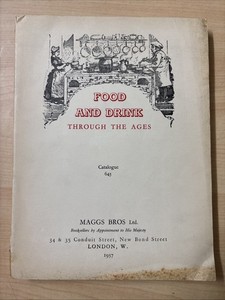 FOOD
AND DRINK
THROUGH THE AGES
Catalogue
645
MAGGS BROS Ltd.
Booksellers by Appointment to His Majesty
34 & 35 Conduit Street, New Bond Street
LONDON, W.
1937